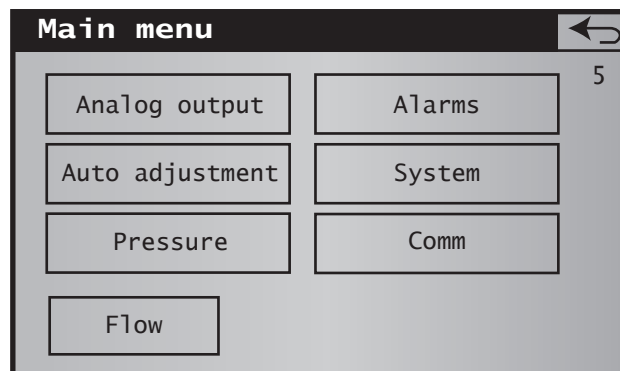 Main menu
5
Analog output
Alarms
Auto adjustment
System
Pressure
Comm
Flow